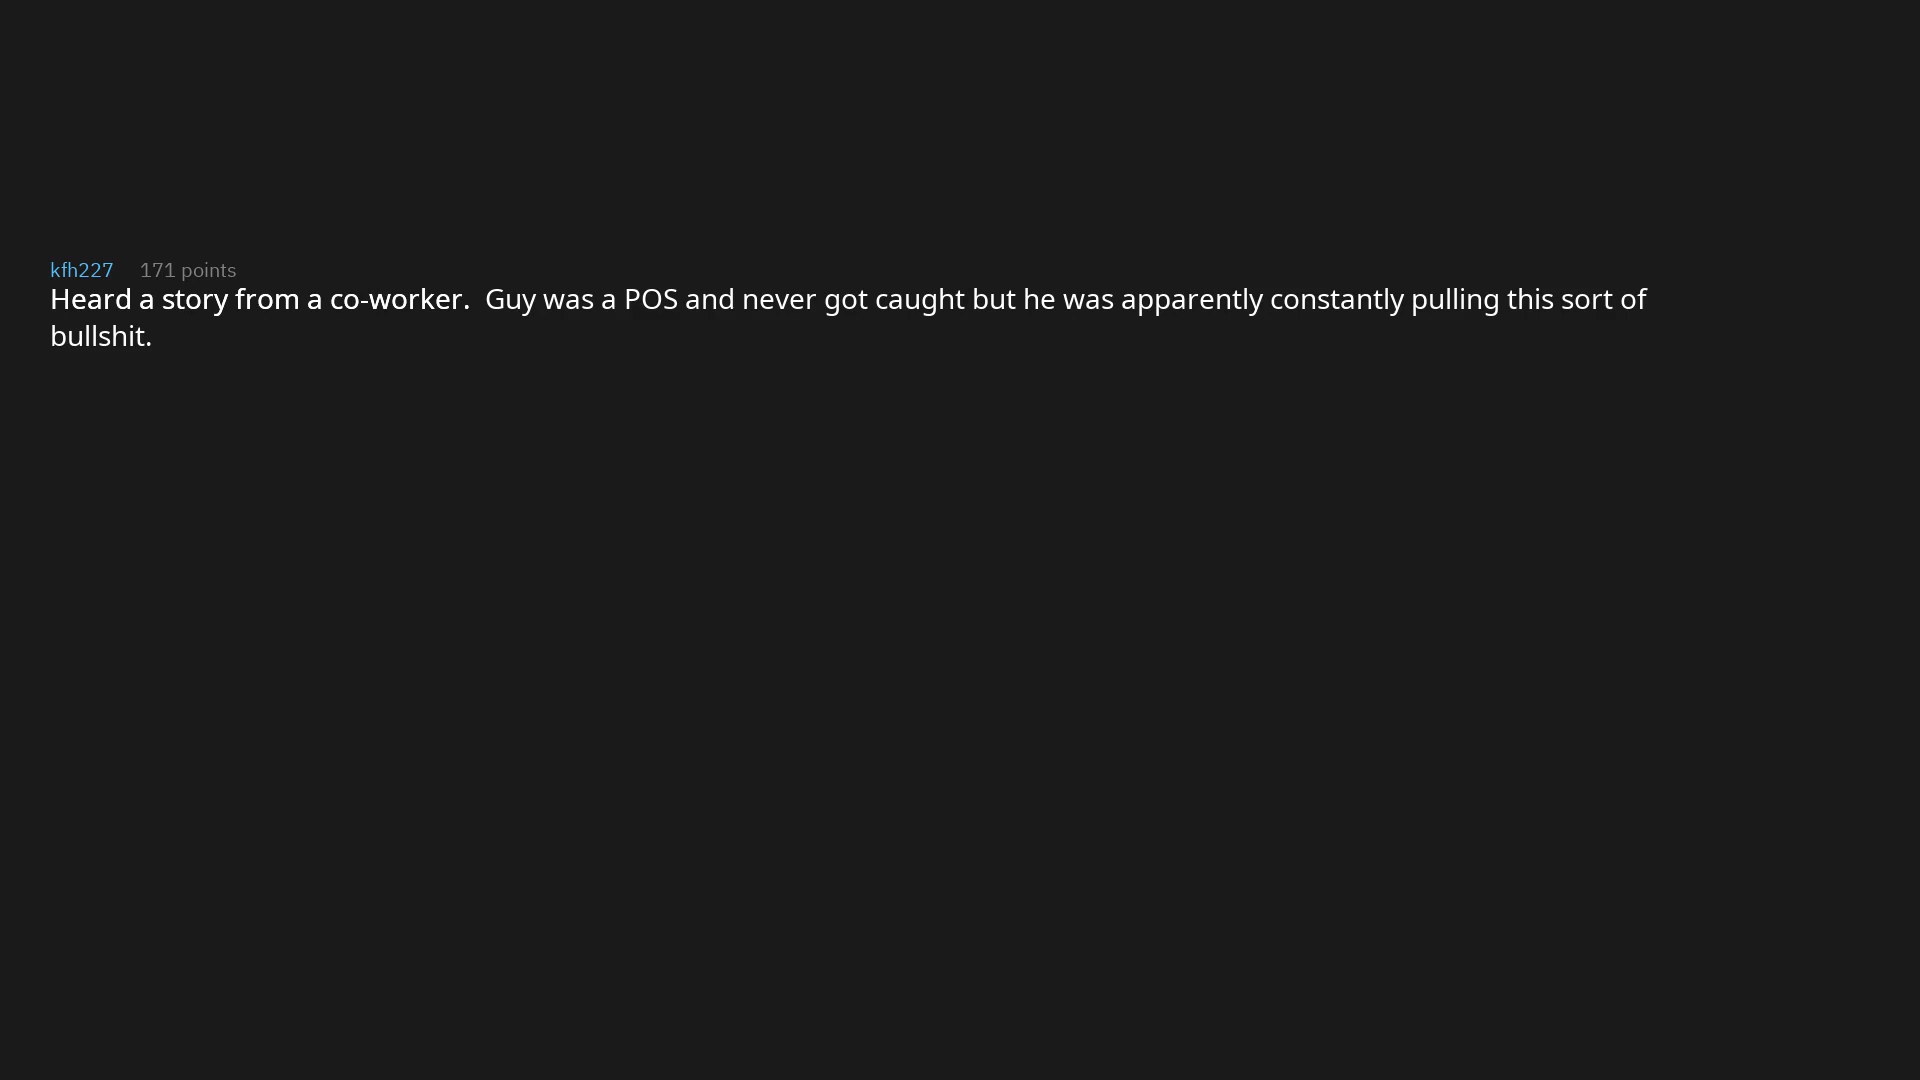 kfh227 171 points
Heard a story from a co-worker.  Guy was a POS and never got caught but he was apparently constantly pulling this sort of
bullshit.